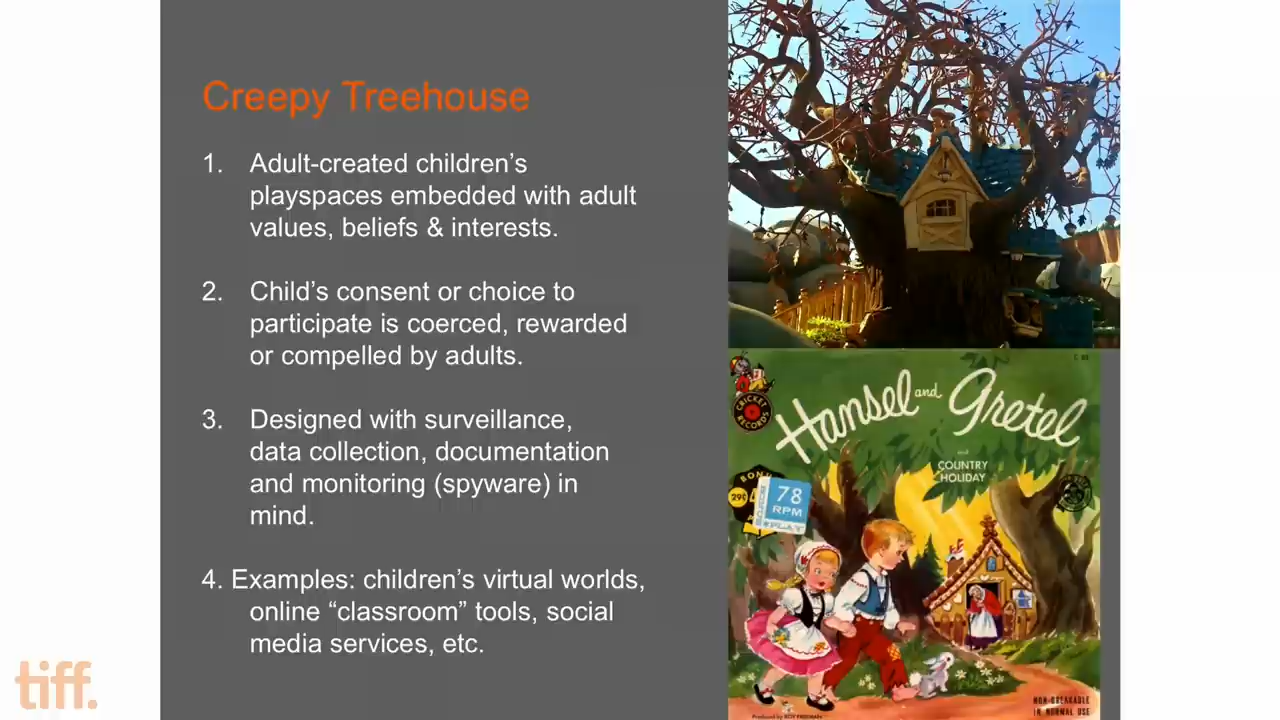 Creepy Treehouse
1. Adult-created children’s
playspaces embedded with adult
values, beliefs & interests.
2. Child’s consent or choice to
participate is coerced, rewarded
or compelled by adults.
3. Designed with surveillance,
data collection, documentation
and monitoring (spyware) in
mind.
4. Examples: children’s virtual worlds,
online “classroom” tools, social
media services, etc.
CRICKET
RECORDS
Hansel and Gretel
and
COUNTRY
HOLIDAY
29¢
78
RPM
NON-BREAKABLE
IN NORMAL USE
tiff.